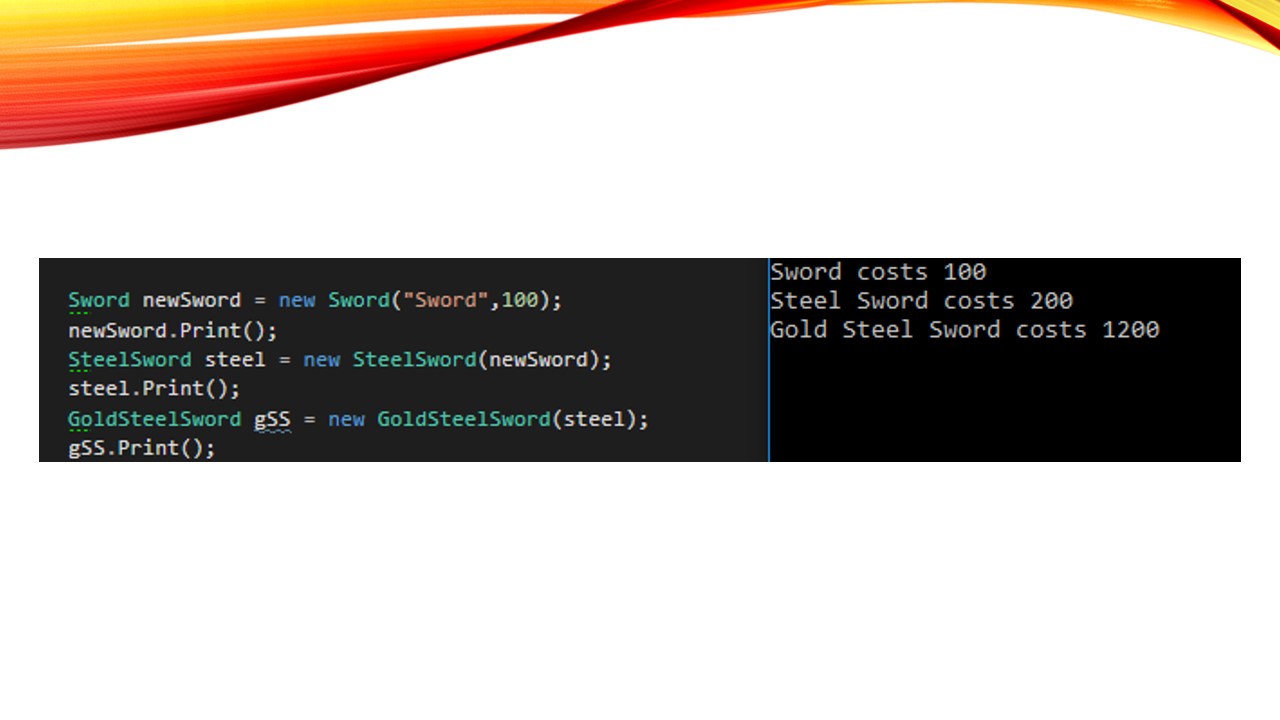 Sword newSword = new Sword("Sword",100);
newSword.Print();
SteelSword steel = new SteelSword(newSword);
steel.Print();
GoldSteelSword gSS = new GoldSteelSword(steel);
gSS.Print();
Sword costs 100
Steel Sword costs 200
Gold Steel Sword costs 1200